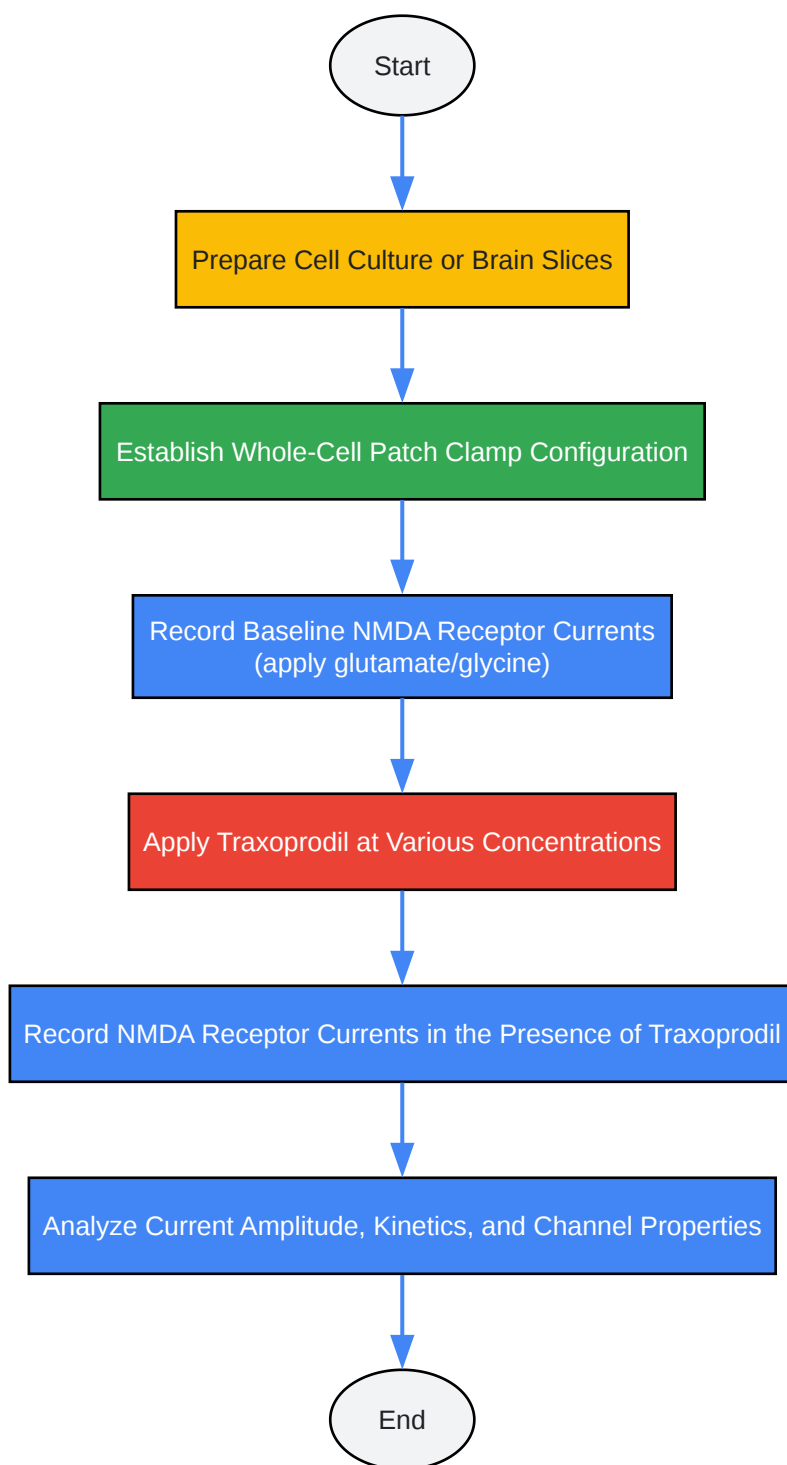 Start
Prepare Cell Culture or Brain Slices
Establish Whole-Cell Patch Clamp Configuration
Record Baseline NMDA Receptor Currents
(apply glutamate/glycine)
Apply Traxoprodil at Various Concentrations
Record NMDA Receptor Currents in the Presence of Traxoprodil
Analyze Current Amplitude, Kinetics, and Channel Properties
End